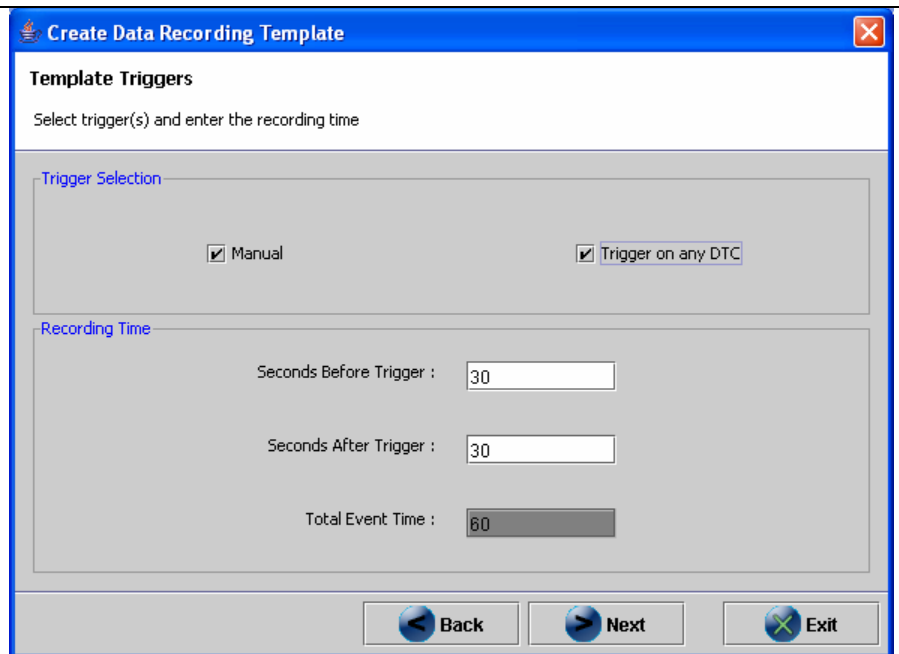 Create Data Recording Template
Template Triggers
Select trigger(s) and enter the recording time
Trigger Selection
Manual
Trigger on any DTC
Recording Time
Seconds Before Trigger :
30
Seconds After Trigger :
30
Total Event Time :
60
Back
Next
Exit